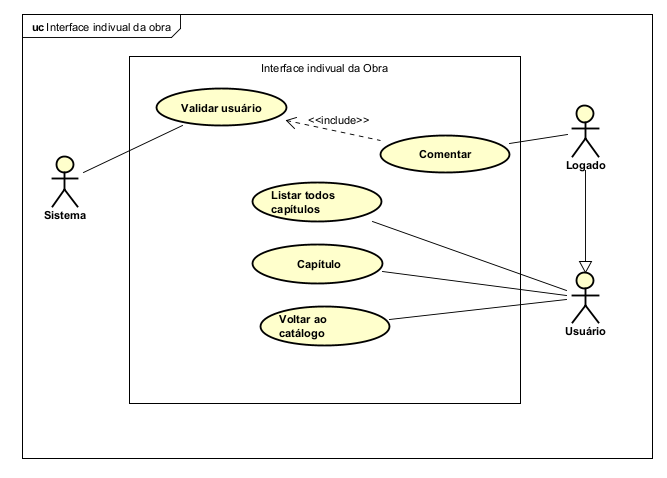 uc Interface indivual da obra
Interface indivual da Obra
Validar usuário
<<include>>
Comentar
Logado
Sistema
Listar todos
capítulos
Capítulo
Voltar ao
catálogo
Usuário